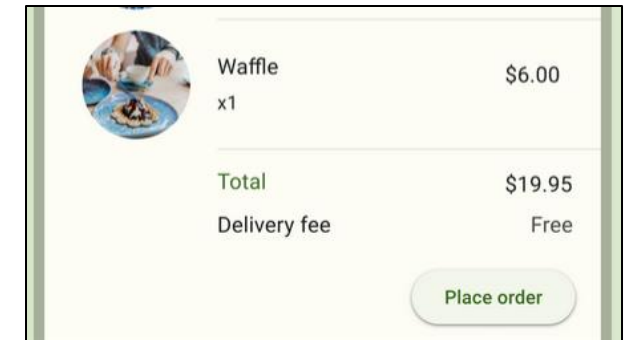 Waffle
$6.00
x1
Total
$19.95
Delivery fee
Free
Place order